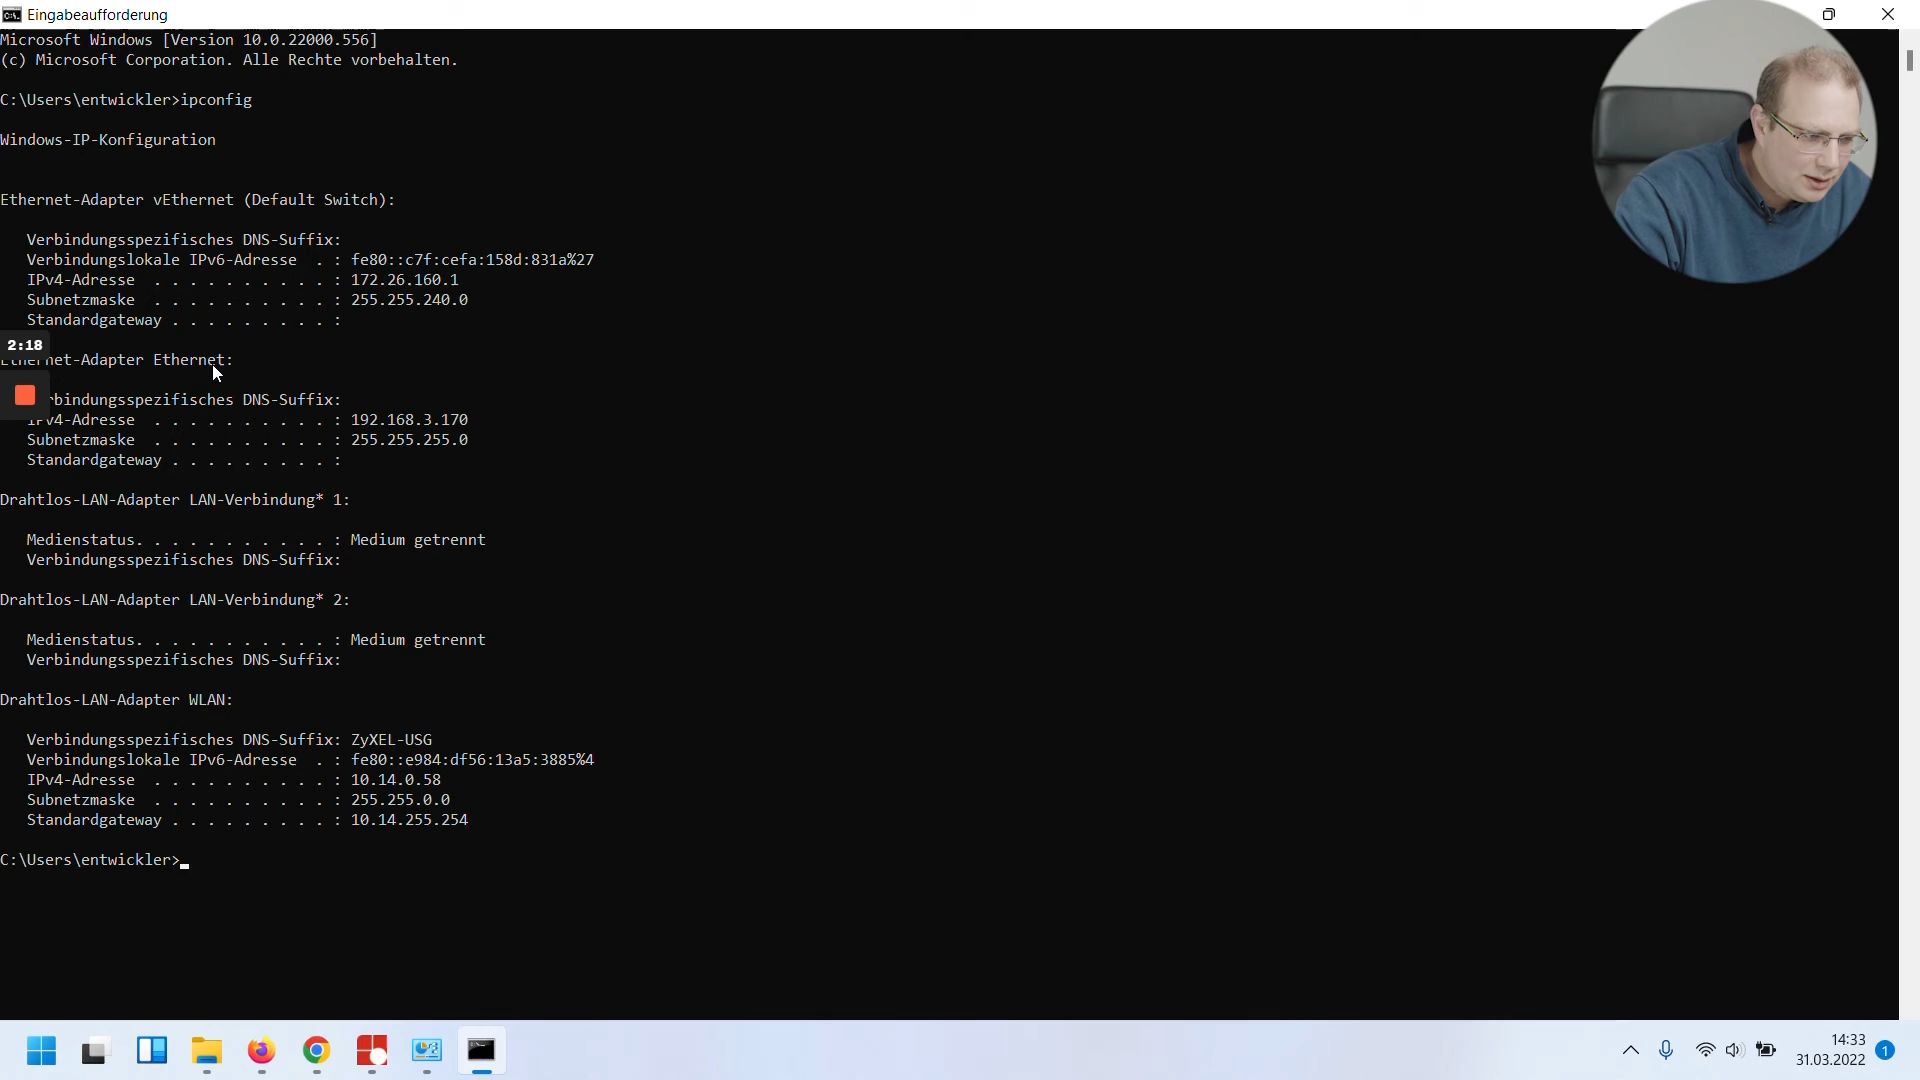 Eingabeaufforderung
Microsoft Windows [Version 10.0.22000.556]
(c) Microsoft Corporation. Alle Rechte vorbehalten.
C:\Users\entwickler>ipconfig
Windows-IP-Konfiguration
Ethernet-Adapter vEthernet (Default Switch):
Verbindungsspezifisches DNS-Suffix:
Verbindungslokale IPv6-Adresse . : fe80::c7f:cefa:158d:831a%27
IPv4-Adresse . . . . . . . . . . : 172.26.160.1
Subnetzmaske . . . . . . . . . . : 255.255.240.0
Standardgateway . . . . . . . . . :
2:18
Ethernet-Adapter Ethernet:
rbindungsspezifisches DNS-Suffix:
IPv4-Adresse . . . . . . . . . . : 192.168.3.170
Subnetzmaske . . . . . . . . . . : 255.255.255.0
Standardgateway . . . . . . . . . :
Drahtlos-LAN-Adapter LAN-Verbindung* 1:
Medienstatus. . . . . . . . . . . : Medium getrennt
Verbindungsspezifisches DNS-Suffix:
Drahtlos-LAN-Adapter LAN-Verbindung* 2:
Medienstatus. . . . . . . . . . . : Medium getrennt
Verbindungsspezifisches DNS-Suffix:
Drahtlos-LAN-Adapter WLAN:
Verbindungsspezifisches DNS-Suffix: ZyXEL-USG
Verbindungslokale IPv6-Adresse . : fe80::e984:df56:13a5:3885%4
IPv4-Adresse . . . . . . . . . . : 10.14.0.58
Subnetzmaske . . . . . . . . . . : 255.255.0.0
Standardgateway . . . . . . . . . : 10.14.255.254
C:\Users\entwickler>
14:33
31.03.2022
1